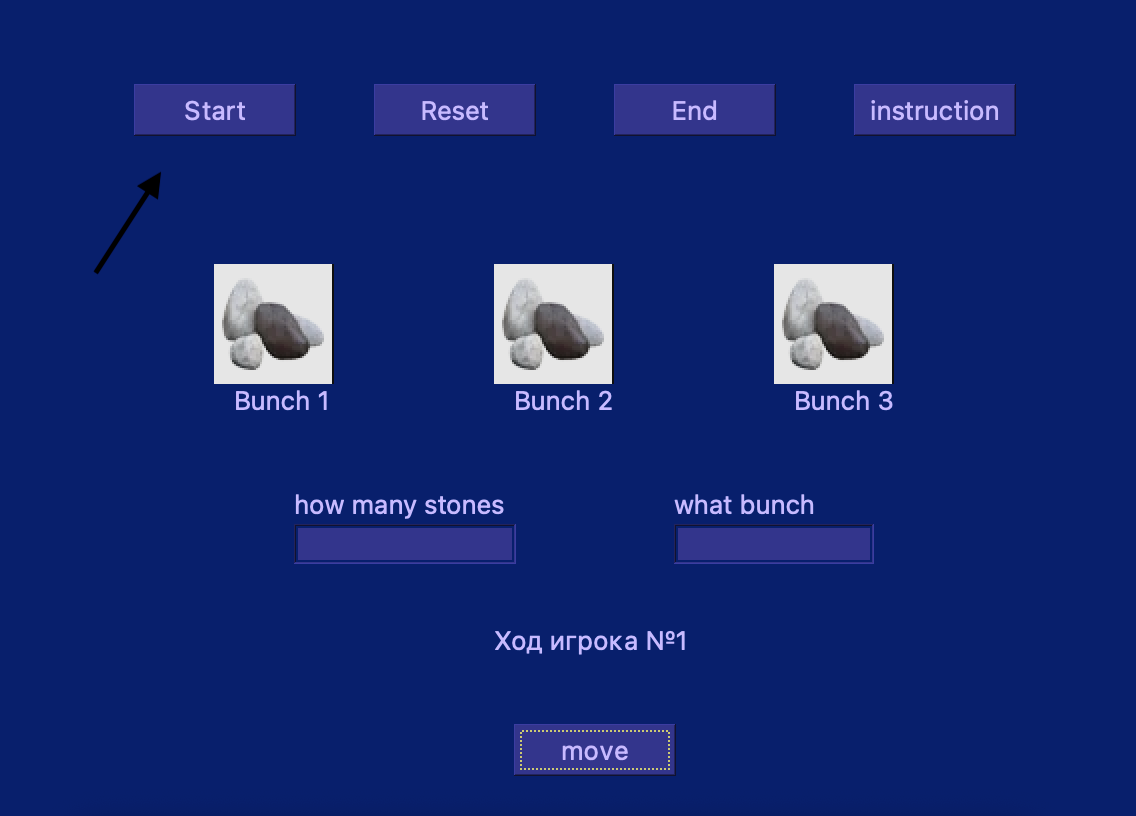 Start
Reset
End
instruction
Bunch 1
Bunch 2
Bunch 3
how many stones
what bunch
Ход игрока №1
move